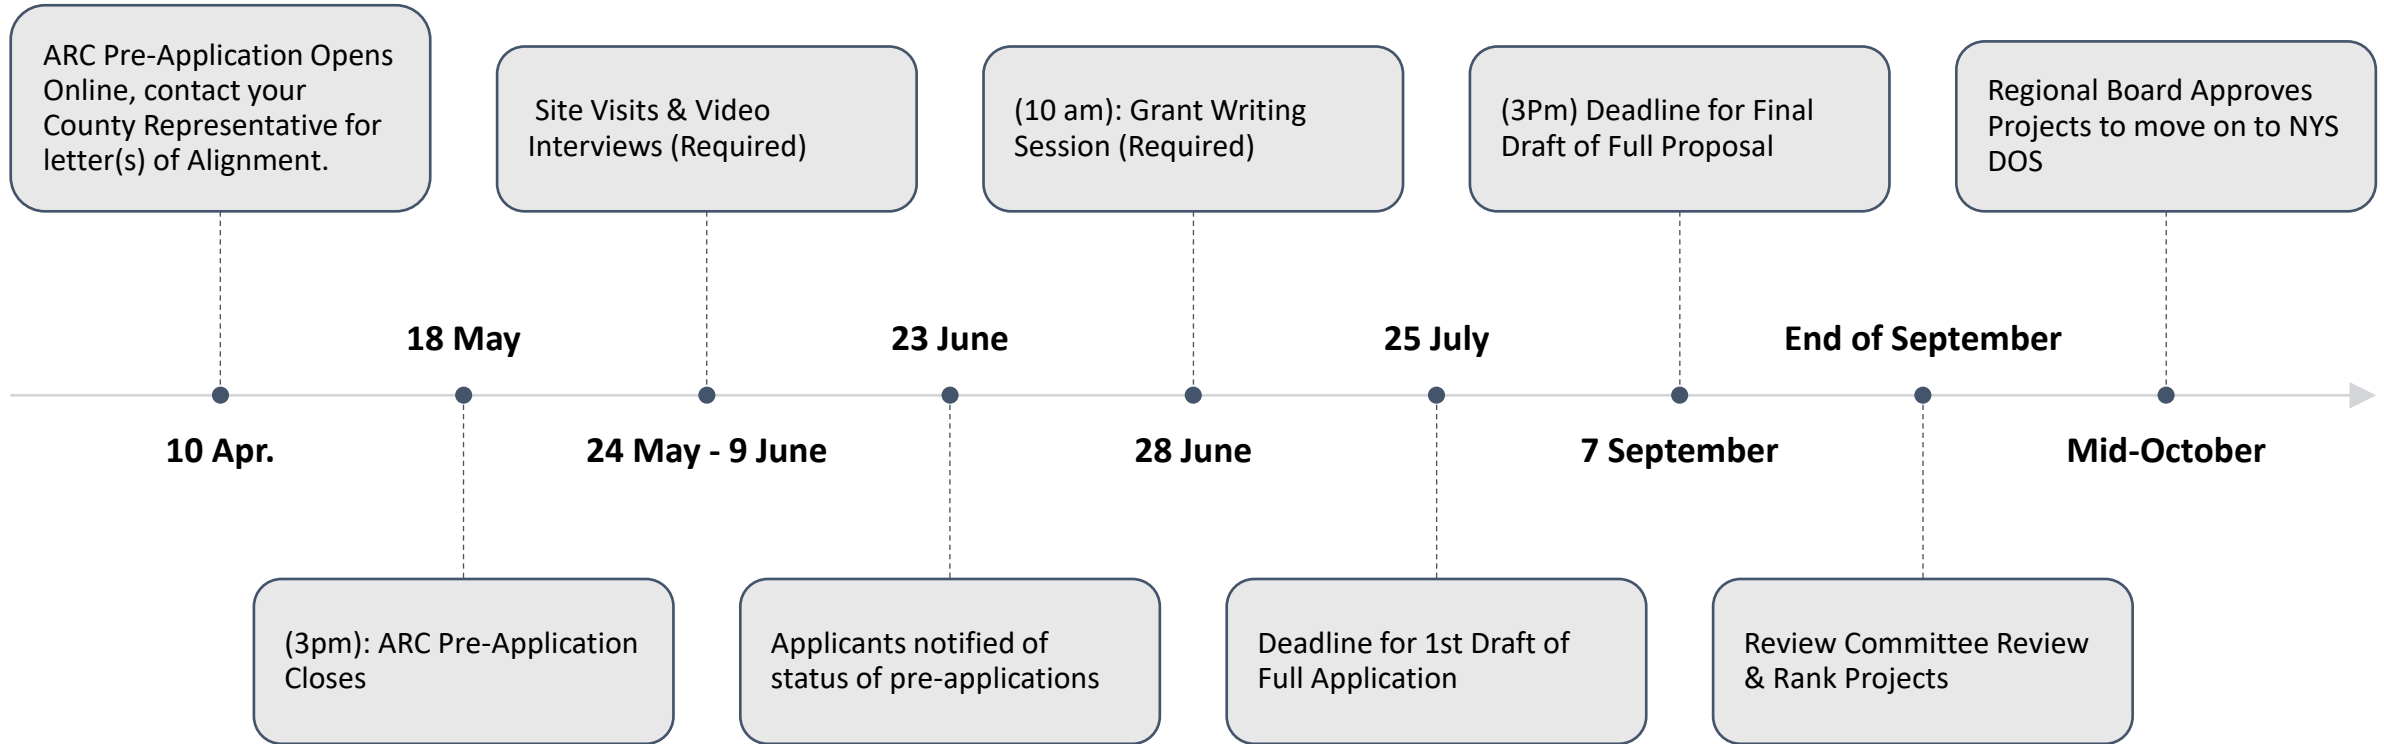 ARC Pre-Application Opens
Online, contact your
County Representative for
letter(s) of Alignment.
Site Visits & Video
Interviews (Required)
(10 am): Grant Writing
Session (Required)
(3Pm) Deadline for Final
Draft of Full Proposal
Regional Board Approves
Projects to move on to NYS
DOS
18 May
23 June
25 July
End of September
10 Apr.
24 May - 9 June
28 June
7 September
Mid-October
(3pm): ARC Pre-Application
Closes
Applicants notified of
status of pre-applications
Deadline for 1st Draft of
Full Application
Review Committee Review
& Rank Projects